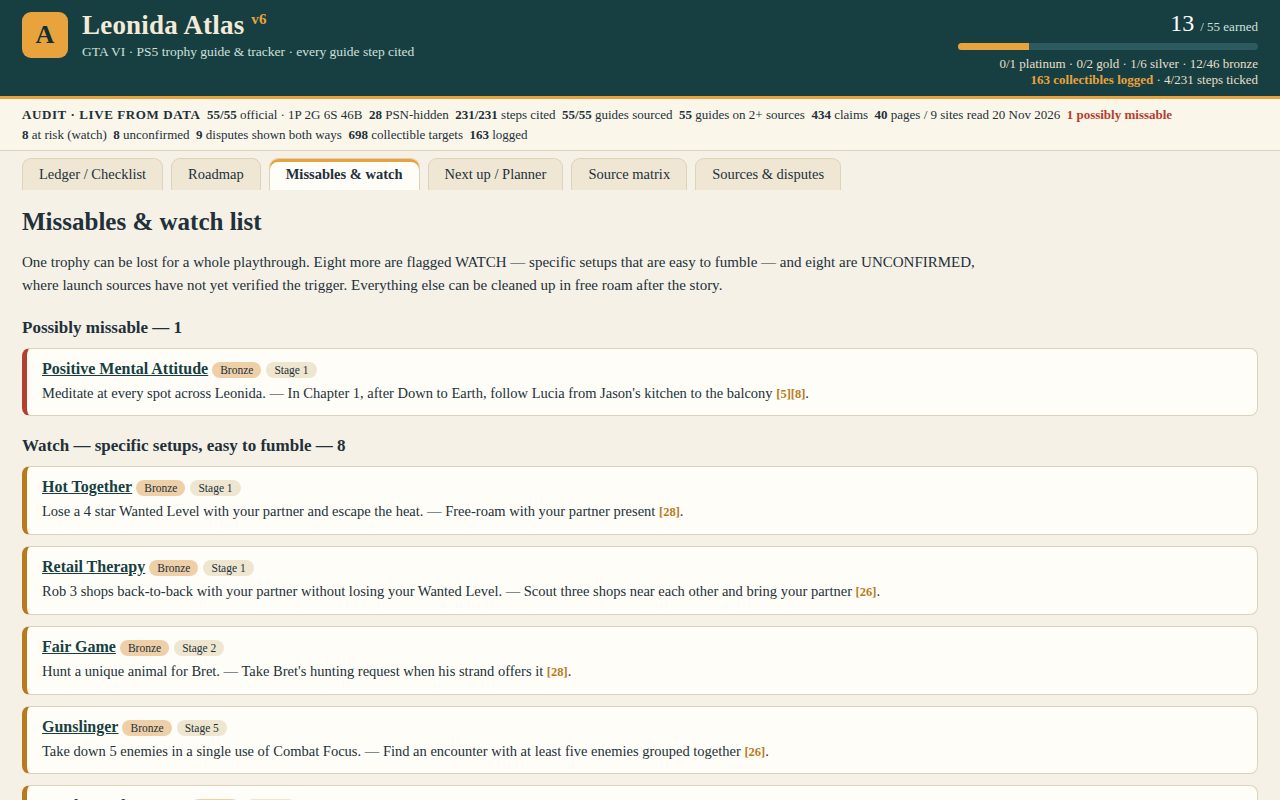 A
Leonida Atlas v6
GTA VI · PS5 trophy guide & tracker · every guide step cited
13 / 55 earned
0/1 platinum · 0/2 gold · 1/6 silver · 12/46 bronze
163 collectibles logged · 4/231 steps ticked
AUDIT · LIVE FROM DATA 55/55 official · 1P 2G 6S 46B 28 PSN-hidden 231/231 steps cited 55/55 guides sourced 55 guides on 2+ sources 434 claims 40 pages / 9 sites read 20 Nov 2026 1 possibly missable
8 at risk (watch) 8 unconfirmed 9 disputes shown both ways 698 collectible targets 163 logged
Ledger / Checklist
Roadmap
Missables & watch
Next up / Planner
Source matrix
Sources & disputes
Missables & watch list
One trophy can be lost for a whole playthrough. Eight more are flagged WATCH — specific setups that are easy to fumble — and eight are UNCONFIRMED,
where launch sources have not yet verified the trigger. Everything else can be cleaned up in free roam after the story.
Possibly missable — 1
Positive Mental Attitude Bronze Stage 1
Meditate at every spot across Leonida. — In Chapter 1, after Down to Earth, follow Lucia from Jason's kitchen to the balcony [5][8].
Watch — specific setups, easy to fumble — 8
Hot Together Bronze Stage 1
Lose a 4 star Wanted Level with your partner and escape the heat. — Free-roam with your partner present [28].
Retail Therapy Bronze Stage 1
Rob 3 shops back-to-back with your partner without losing your Wanted Level. — Scout three shops near each other and bring your partner [26].
Fair Game Bronze Stage 2
Hunt a unique animal for Bret. — Take Bret's hunting request when his strand offers it [28].
Gunslinger Bronze Stage 5
Take down 5 enemies in a single use of Combat Focus. — Find an encounter with at least five enemies grouped together [26].